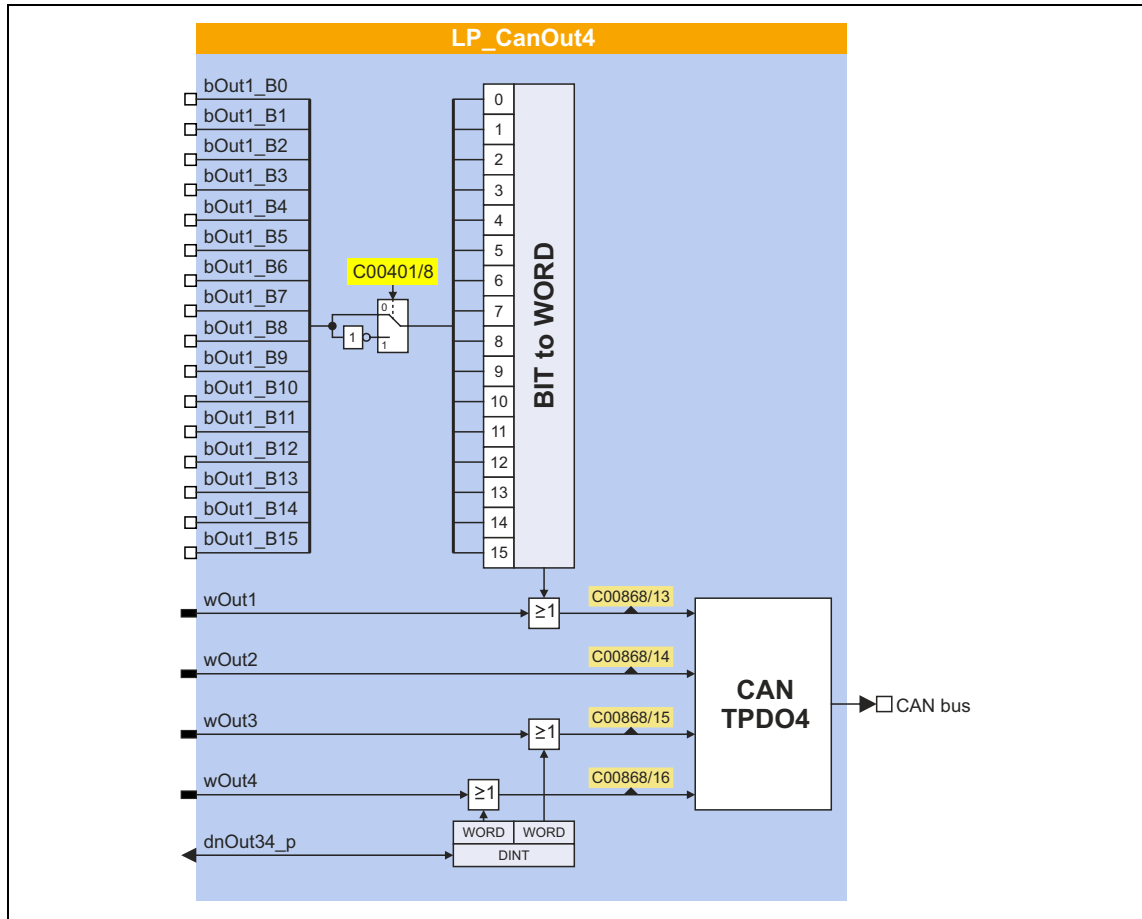 LP_CanOut4
bOut1_B0
bOut1_B1
bOut1_B2
bOut1_B3
bOut1_B4
bOut1_B5
bOut1_B6
bOut1_B7
bOut1_B8
bOut1_B9
bOut1_B10
bOut1_B11
bOut1_B12
bOut1_B13
bOut1_B14
bOut1_B15
C00401/8
0
1
1
0
1
2
3
4
5
6
7
8
9
10
11
12
13
14
15
BIT to WORD
wOut1
≥1
C00868/13
wOut2
C00868/14
wOut3
≥1
C00868/15
wOut4
≥1
C00868/16
dnOut34_p
WORD WORD
DINT
CAN
TPDO4
CAN bus